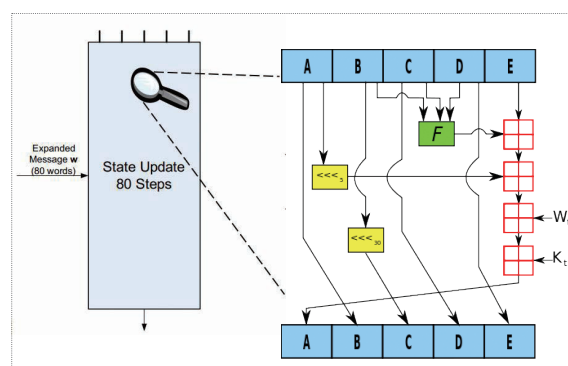 Expanded
Message w
(80 words)
State Update
80 Steps
A B C D E
F
<<<5
<<<30
Wt
Kt
A B C D E